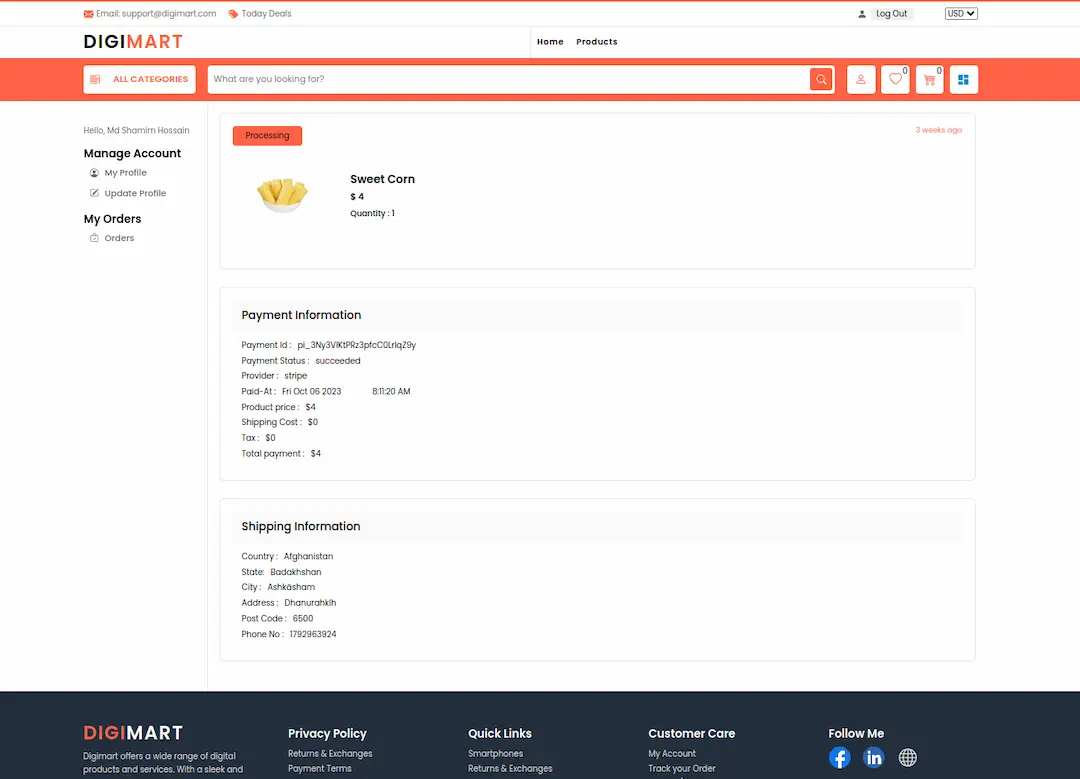 Email: support@digimart.com Today Deals Log Out USD
DIGIMART Home Products
ALL CATEGORIES What are you looking for? 0 0
Hello, Md Shamim Hossain
Manage Account
My Profile
Update Profile
My Orders
Orders
Processing 3 weeks ago
Sweet Corn
$ 4
Quantity : 1
Payment Information
Payment Id : pi_3Ny3VIKtPRz3pfcC0LrIqZ9y
Payment Status : succeeded
Provider : stripe
Paid-At : Fri Oct 06 2023 8:11:20 AM
Product price : $4
Shipping Cost : $0
Tax : $0
Total payment : $4
Shipping Information
Country : Afghanistan
State: Badakhshan
City : Ashkāsham
Address : Dhanurahkih
Post Code : 6500
Phone No : 1792963924
DIGIMART
Digimart offers a wide range of digital
products and services. With a sleek and
Privacy Policy
Returns & Exchanges
Payment Terms
Quick Links
Smartphones
Returns & Exchanges
Customer Care
My Account
Track your Order
Follow Me